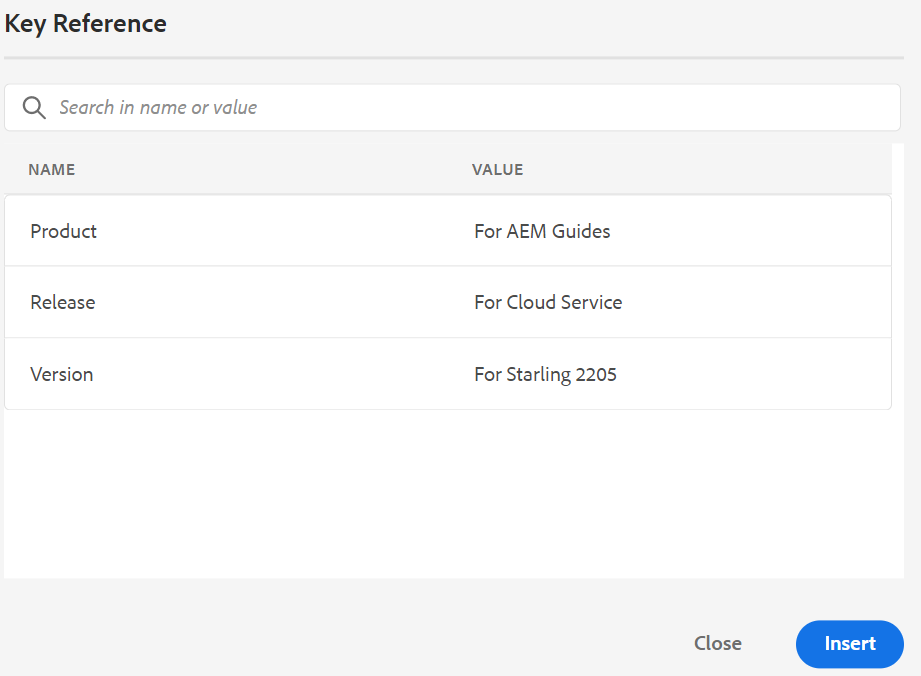 Key Reference
Search in name or value
NAME VALUE
Product For AEM Guides
Release For Cloud Service
Version For Starling 2205
Close Insert